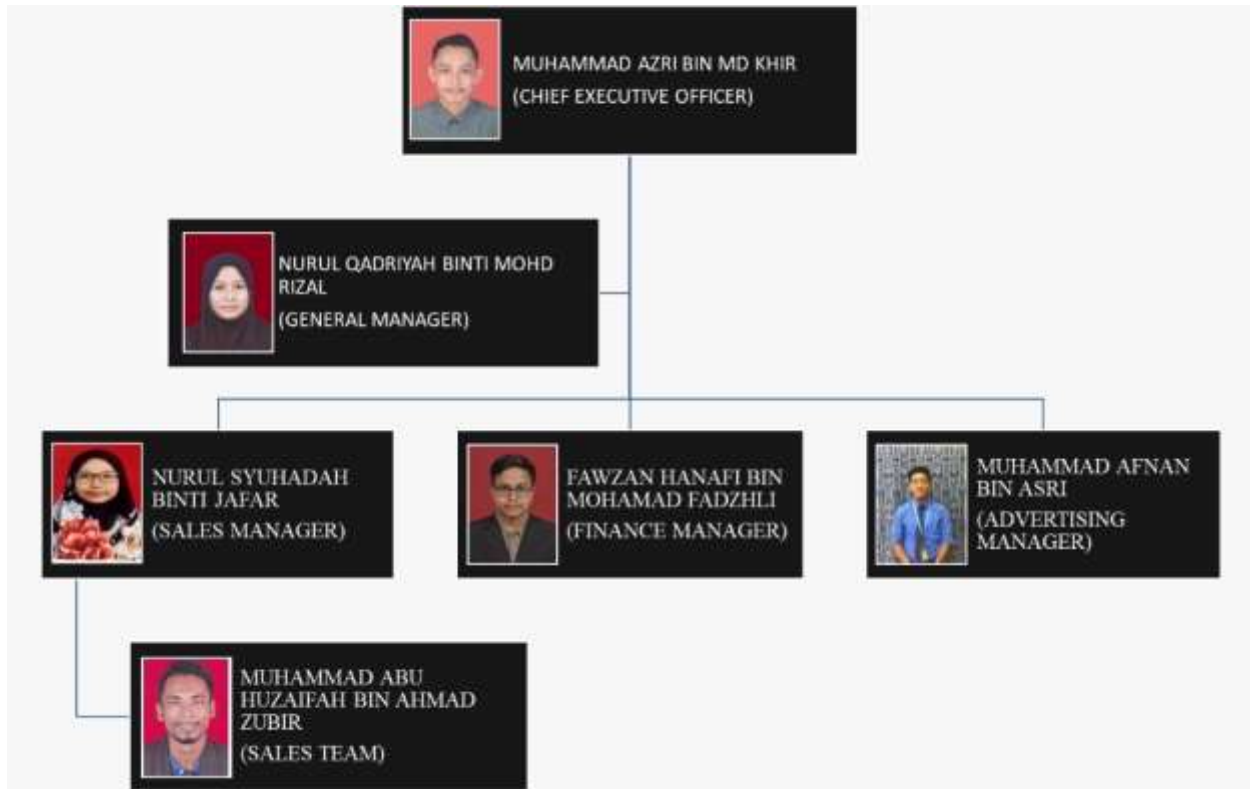 MUHAMMAD AZRI BIN MD KHIR
(CHIEF EXECUTIVE OFFICER)
NURUL QADRIYAH BINTI MOHD
RIZAL
(GENERAL MANAGER)
NURUL SYUHADAH
BINTI JAFAR
(SALES MANAGER)
FAWZAN HANAFI BIN
MOHAMAD FADZHLI
(FINANCE MANAGER)
MUHAMMAD AFNAN
BIN ASRI
(ADVERTISING
MANAGER)
MUHAMMAD ABU
HUZAIFAH BIN AHMAD
ZUBIR
(SALES TEAM)